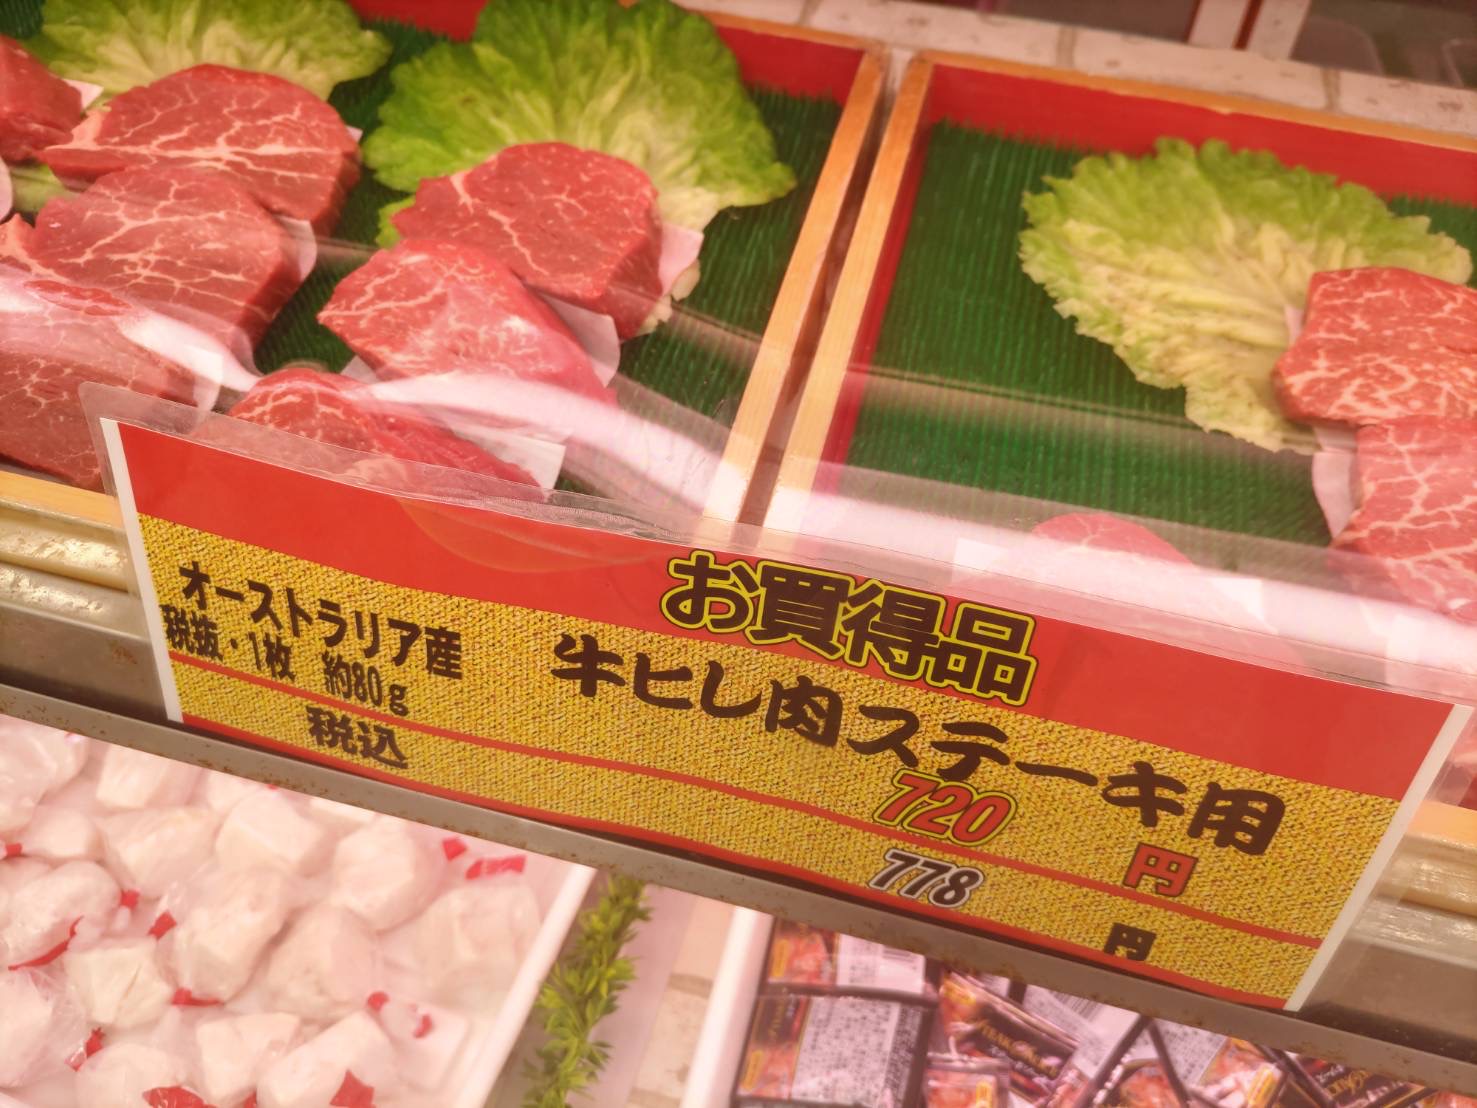 お買得品
オーストラリア産
牛ヒレ肉ステーキ用
税抜・1枚 約80g
720 円
税込
778 円